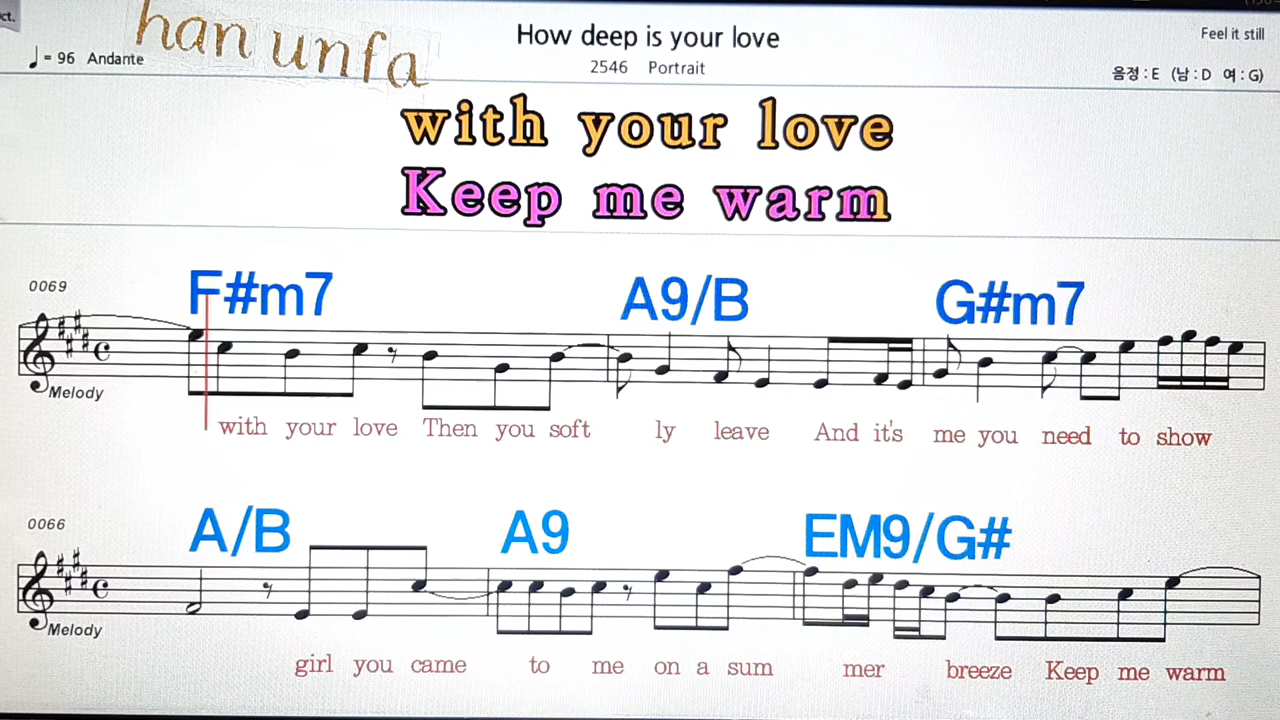 ct.
han unfa
How deep is your love
Feel it still
♩ = 96 Andante
2546 Portrait
음정 : E (남 : D 여 : G)
with your love
Keep me warm
0069
F#m7 A9/B G#m7
Melody
with your love Then you soft ly leave And it's me you need to show
0066
A/B A9 EM9/G#
Melody
girl you came to me on a sum mer breeze Keep me warm